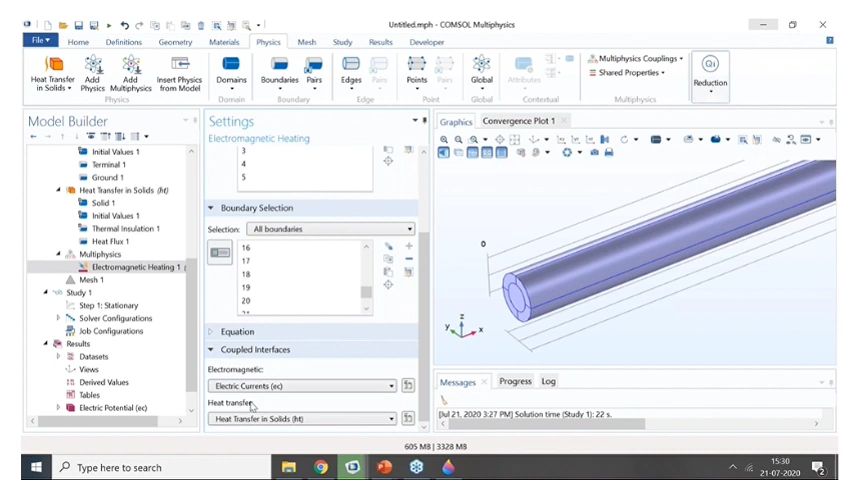 Untitled.mph - COMSOL Multiphysics
File
Home
Definitions
Geometry
Materials
Physics
Mesh
Study
Results
Developer
Heat Transfer
in Solids (ht)
Add
Physics
Add
Multiphysics
Insert Physics
from Model
Domains
Boundaries
Pairs
Edges
Pairs
Points
Pairs
Global
Attributes
Multiphysics Couplings
Shared Properties
Reduction
Physics
Domain
Boundary
Edge
Point
Global
Contextual
Multiphysics
Model Builder
Initial Values 1
Terminal 1
Ground 1
Heat Transfer in Solids (ht)
Solid 1
Initial Values 1
Thermal Insulation 1
Heat Flux 1
Multiphysics
Electromagnetic Heating 1
Mesh 1
Study 1
Step 1: Stationary
Solver Configurations
Job Configurations
Results
Datasets
Views
Derived Values
Tables
Electric Potential (ec)
Settings
Electromagnetic Heating
3
4
5
Boundary Selection
Selection:
All boundaries
16
17
18
19
20
21
Equation
Coupled Interfaces
Electromagnetic:
Electric Currents (ec)
Heat transfer:
Heat Transfer in Solids (ht)
Graphics
Convergence Plot 1
0
z
y
x
Messages
Progress
Log
[Jul 21, 2020 3:27 PM] Solution time (Study 1): 22 s.
605 MB | 3328 MB
Type here to search
15:30
21-07-2020
2